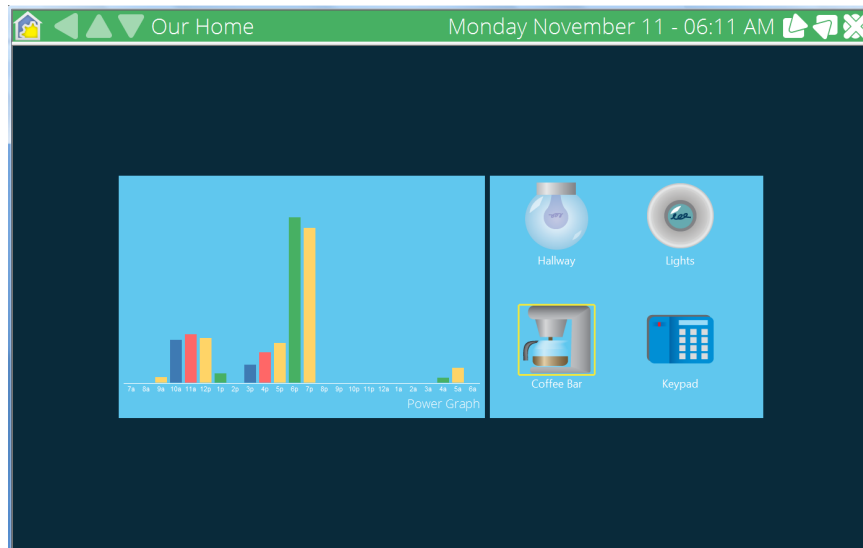 Our Home
Monday November 11 - 06:11 AM
7a 8a 9a 10a 11a 12p 1p 2p 3p 4p 5p 6p 7p 8p 9p 10p 11p 12a 1a 2a 3a 4a 5a 6a
Power Graph
Hallway
Lights
Coffee Bar
Keypad